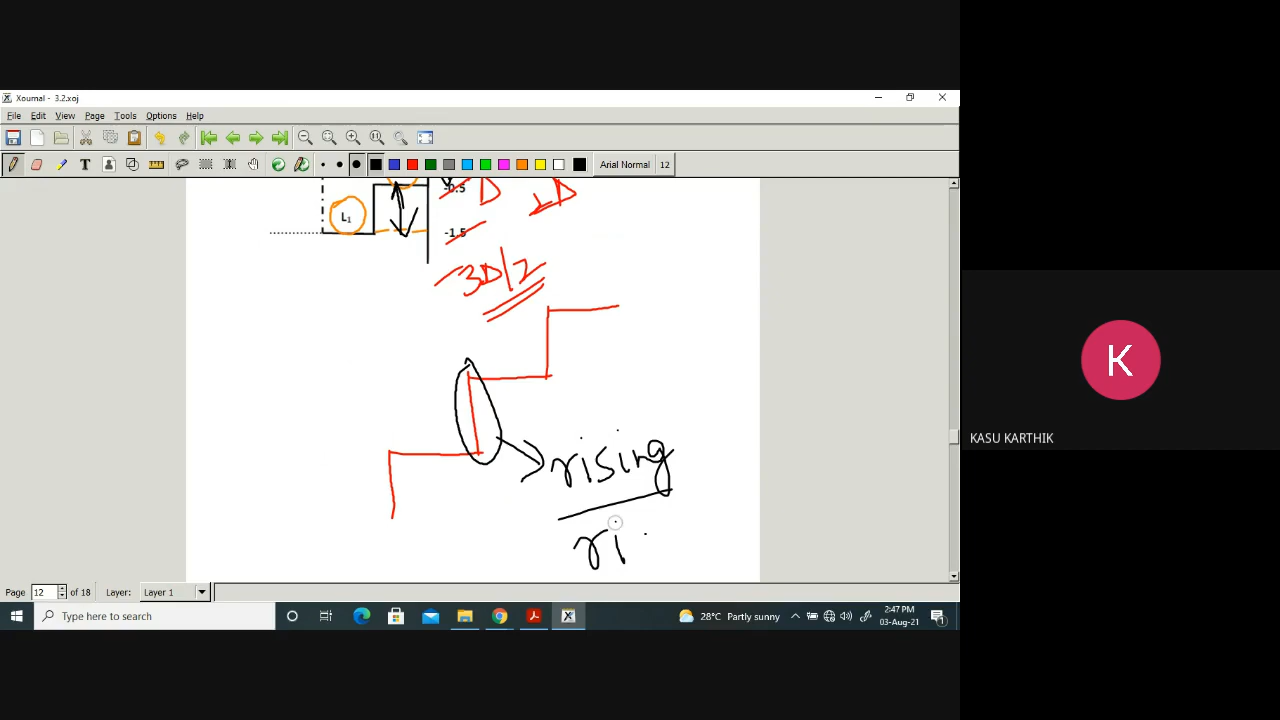 Xournal - 3.2.xoj
File Edit View Page Tools Options Help
Arial Normal 12
-0.5 D 1D
L1
-1.5
-3D/2
rising
ri
K
KASU KARTHIK
Page 12 of 18 Layer: Layer 1
Type here to search
28°C Partly sunny
2:47 PM
03-Aug-21
1